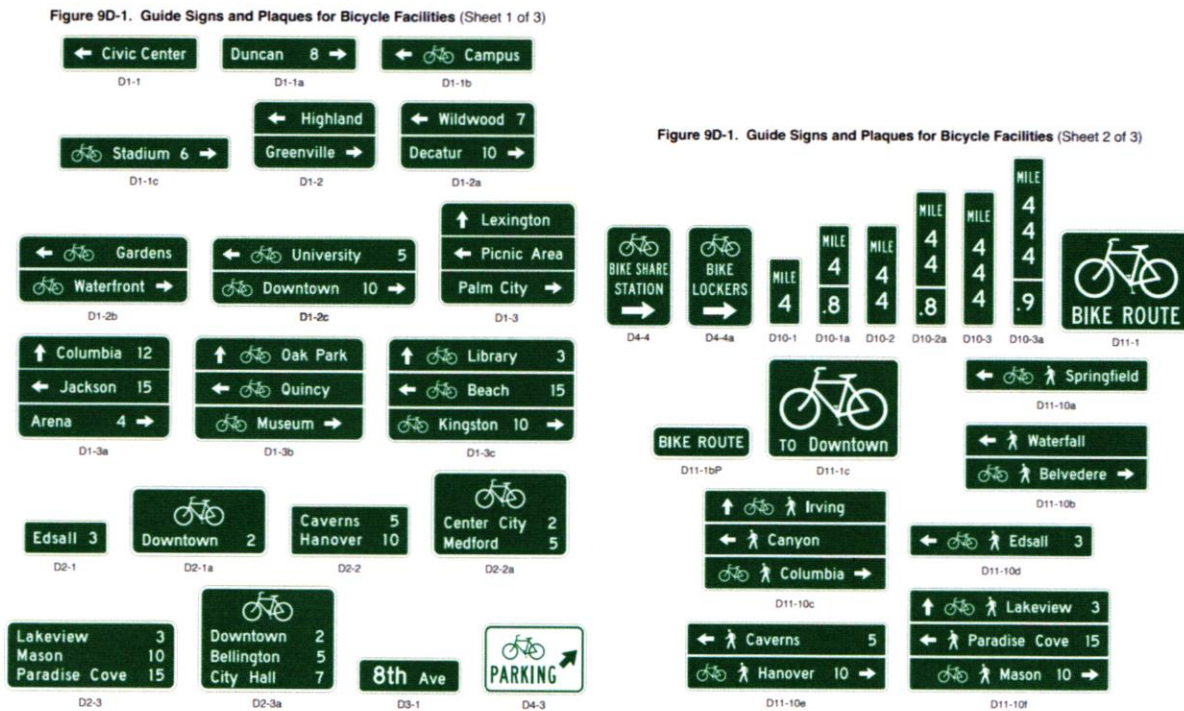 Figure 9D-1. Guide Signs and Plaques for Bicycle Facilities (Sheet 1 of 3)
Civic Center
D1-1
Duncan 8
D1-1a
Campus
D1-1b
Stadium 6
D1-1c
Highland
Greenville
D1-2
Wildwood 7
Decatur 10
D1-2a
Gardens
Waterfront
D1-2b
University 5
Downtown 10
D1-2c
Lexington
Picnic Area
Palm City
D1-3
Columbia 12
Jackson 15
Arena 4
D1-3a
Oak Park
Quincy
Museum
D1-3b
Library 3
Beach 15
Kingston 10
D1-3c
Edsall 3
D2-1
Downtown 2
D2-1a
Caverns 5
Hanover 10
D2-2
Center City 2
Medford 5
D2-2a
Lakeview 3
Mason 10
Paradise Cove 15
D2-3
Downtown 2
Bellington 5
City Hall 7
D2-3a
8th Ave
D3-1
PARKING
D4-3
Figure 9D-1. Guide Signs and Plaques for Bicycle Facilities (Sheet 2 of 3)
BIKE SHARE
STATION
D4-4
BIKE
LOCKERS
D4-4a
MILE
4
D10-1
MILE
4
.8
D10-1a
MILE
4
4
D10-2
MILE
4
4
.8
D10-2a
MILE
4
4
4
D10-3
MILE
4
4
4
.9
D10-3a
BIKE ROUTE
D11-1
BIKE ROUTE
D11-1bP
TO Downtown
D11-1c
Springfield
D11-10a
Waterfall
Belvedere
D11-10b
Irving
Canyon
Columbia
D11-10c
Edsall 3
D11-10d
Caverns 5
Hanover 10
D11-10e
Lakeview 3
Paradise Cove 15
Mason 10
D11-10f